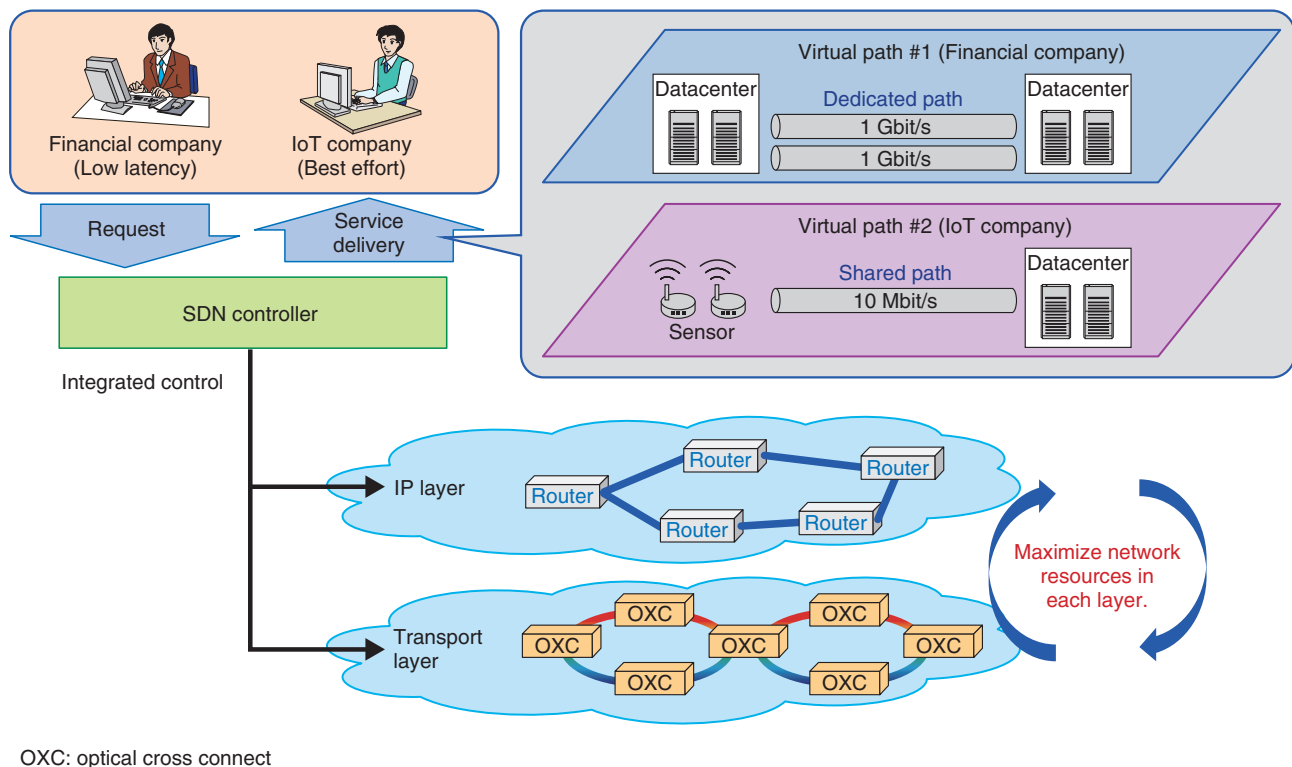 Financial company
(Low latency)
IoT company
(Best effort)
Request
Service
delivery
Virtual path #1 (Financial company)
Datacenter
Dedicated path
1 Gbit/s
1 Gbit/s
Datacenter
Virtual path #2 (IoT company)
Sensor
Shared path
10 Mbit/s
Datacenter
SDN controller
Integrated control
IP layer
Router
Router
Router
Router
Router
Transport
layer
OXC
OXC
OXC
OXC
OXC
OXC
OXC
Maximize network
resources in
each layer.
OXC: optical cross connect